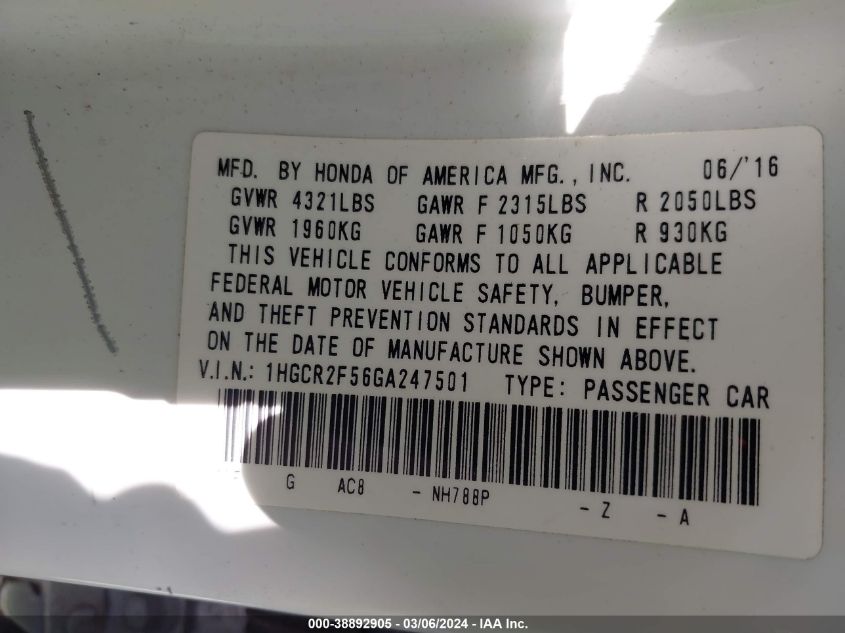 MFD. BY HONDA OF AMERICA MFG., INC. 06/'16
GVWR 4321LBS GAWR F 2315LBS R 2050LBS
GVWR 1960KG GAWR F 1050KG R 930KG
THIS VEHICLE CONFORMS TO ALL APPLICABLE
FEDERAL MOTOR VEHICLE SAFETY, BUMPER,
AND THEFT PREVENTION STANDARDS IN EFFECT
ON THE DATE OF MANUFACTURE SHOWN ABOVE.
V.I.N.: 1HGCR2F56GA247501 TYPE: PASSENGER CAR
G AC8 - NH788P - Z - A
000-38892905 - 03/06/2024 - IAA Inc.